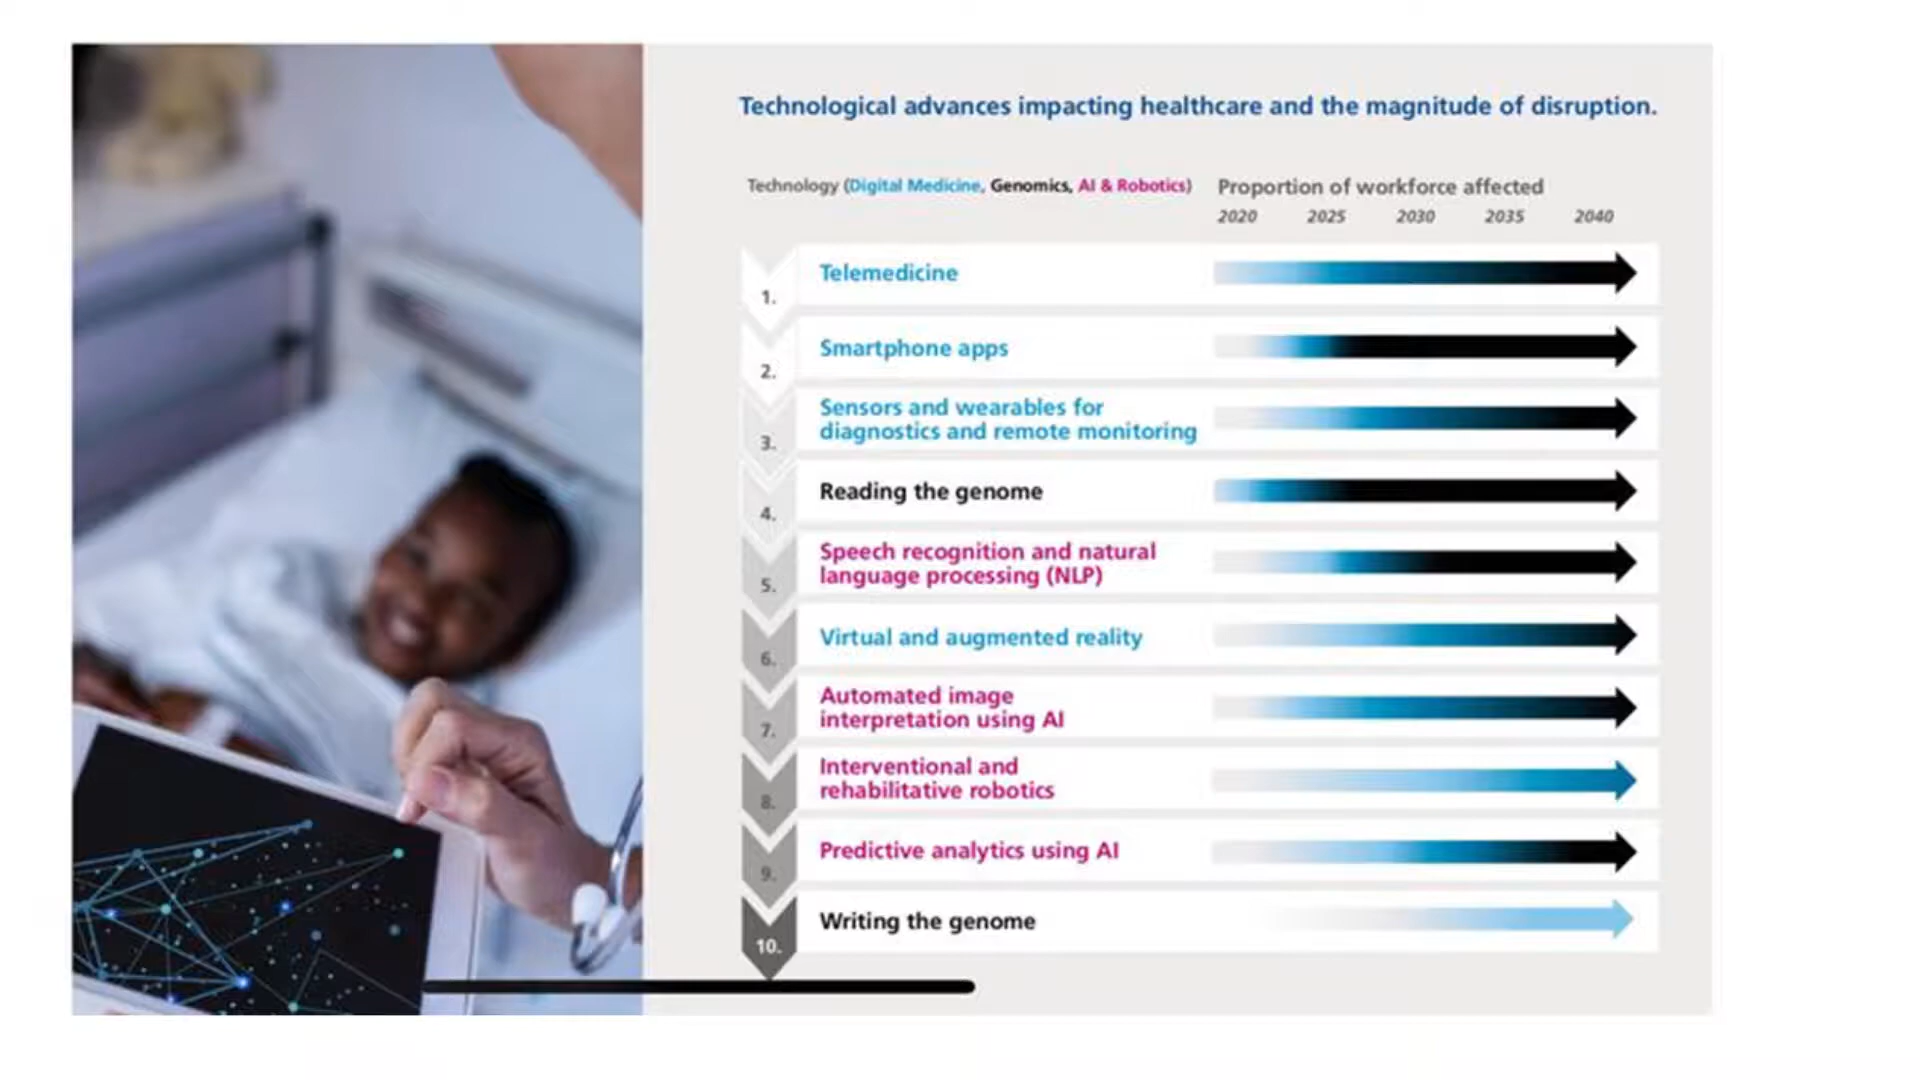 Technological advances impacting healthcare and the magnitude of disruption.
Technology (Digital Medicine, Genomics, AI & Robotics)
Proportion of workforce affected
2020 2025 2030 2035 2040
1.
Telemedicine
2.
Smartphone apps
3.
Sensors and wearables for
diagnostics and remote monitoring
4.
Reading the genome
5.
Speech recognition and natural
language processing (NLP)
6.
Virtual and augmented reality
7.
Automated image
interpretation using AI
8.
Interventional and
rehabilitative robotics
9.
Predictive analytics using AI
10.
Writing the genome